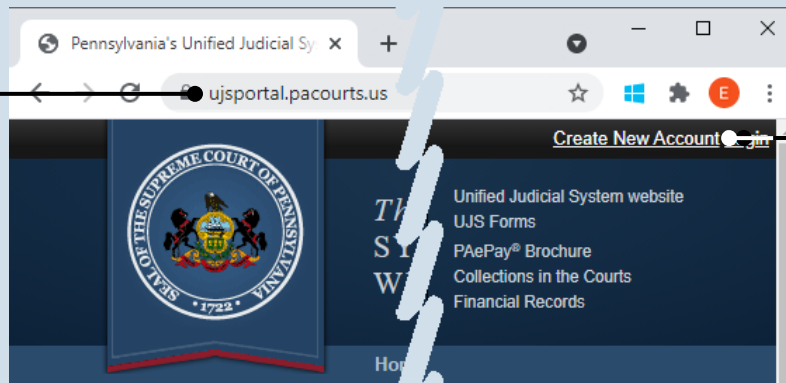 Pennsylvania's Unified Judicial Sy
ujsportal.pacourts.us
E
Create New Account
SEAL OF THE SUPREME COURT OF PENNSYLVANIA
• 1722 •
Unified Judicial System website
UJS Forms
PAePay® Brochure
Collections in the Courts
Financial Records